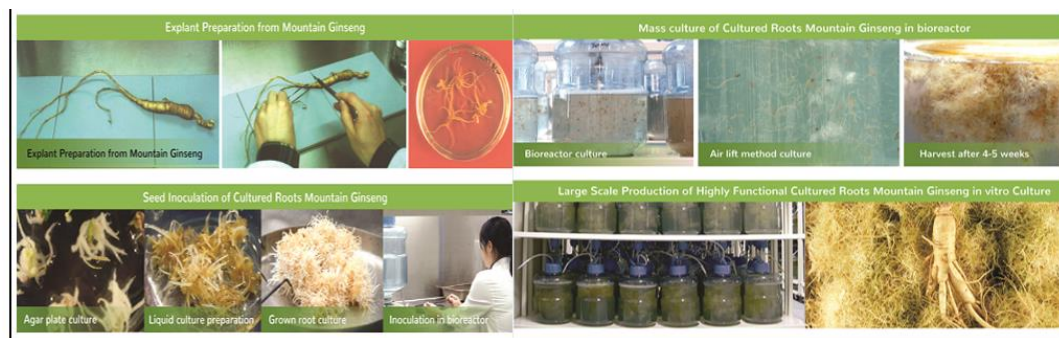 Explant Preparation from Mountain Ginseng
Explant Preparation from Mountain Ginseng
Seed Inoculation of Cultured Roots Mountain Ginseng
Agar plate culture
Liquid culture preparation
Grown root culture
Inoculation in bioreactor
Mass culture of Cultured Roots Mountain Ginseng in bioreactor
Bioreactor culture
Air lift method culture
Harvest after 4-5 weeks
Large Scale Production of Highly Functional Cultured Roots Mountain Ginseng in vitro Culture